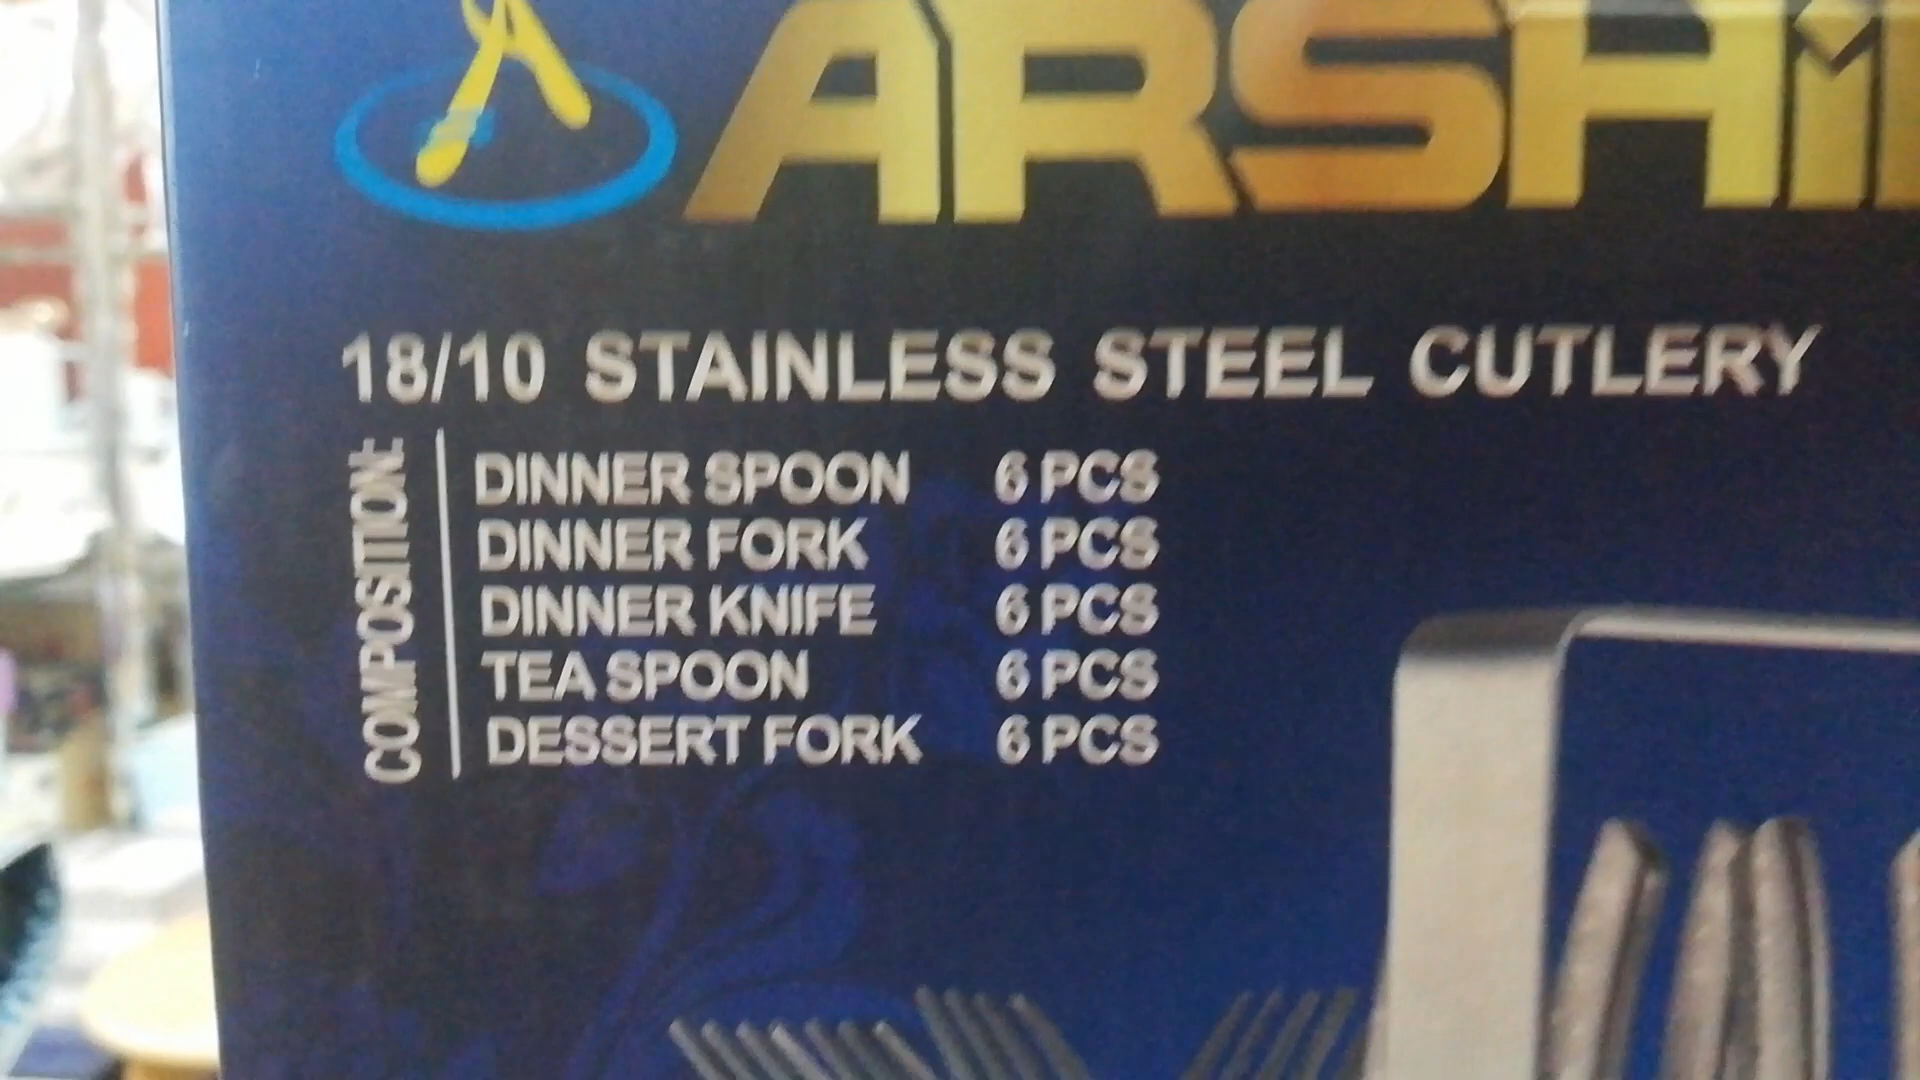 18/10 STAINLESS STEEL CUTLERY
COMPOSITION:
DINNER SPOON 6 PCS
DINNER FORK 6 PCS
DINNER KNIFE 6 PCS
TEA SPOON 6 PCS
DESSERT FORK 6 PCS